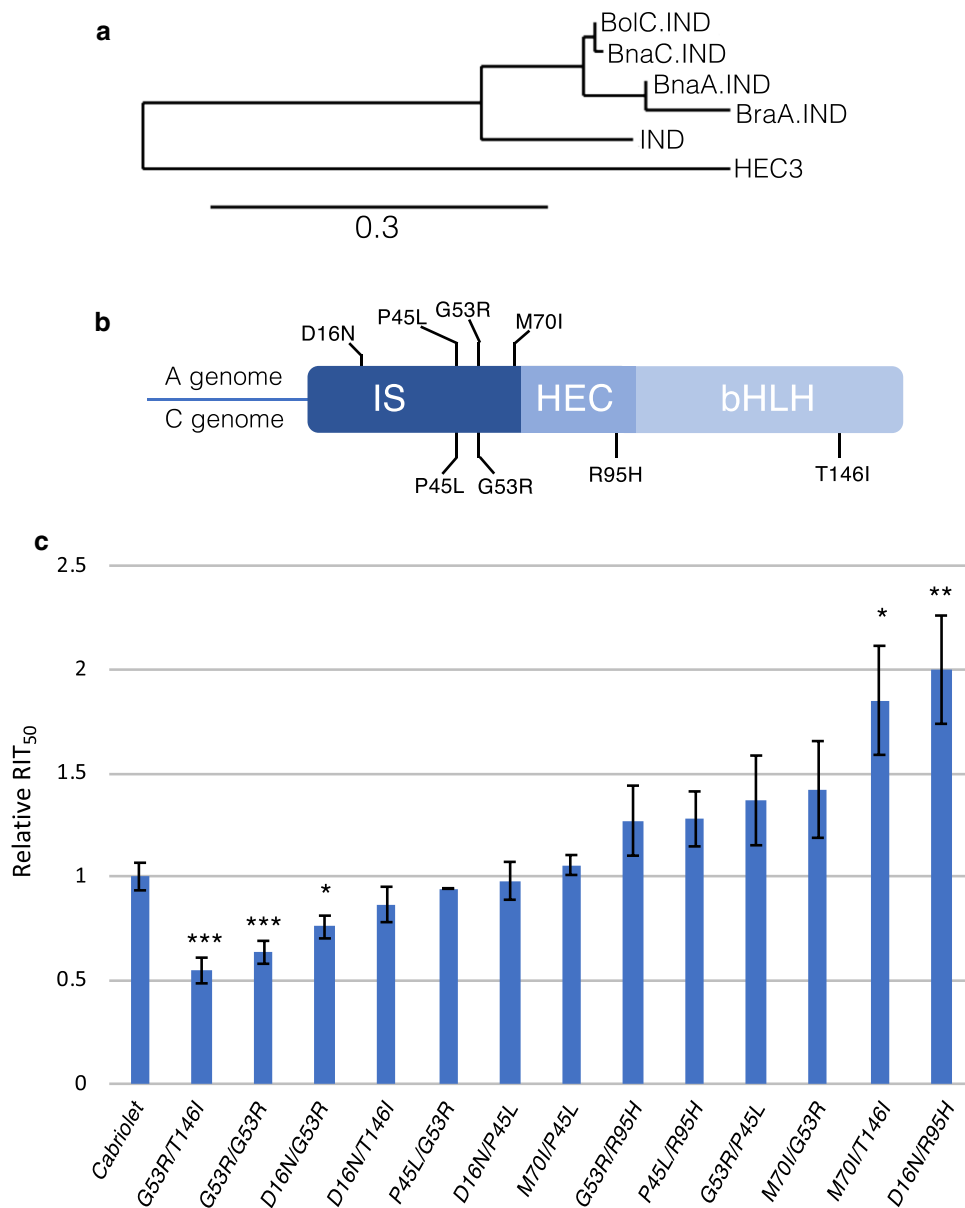 a
BolC.IND
BnaC.IND
BnaA.IND
BraA.IND
IND
HEC3
0.3
b
D16N
P45L
G53R
M70I
A genome
C genome
IS
HEC
bHLH
P45L
G53R
R95H
T146I
c
Relative RIT50
2.5
2
1.5
1
0.5
0
***
***
*
*
**
Cabriolet
G53R/T146I
G53R/G53R
D16N/G53R
D16N/T146I
P45L/G53R
D16N/P45L
M70I/P45L
G53R/R95H
P45L/R95H
G53R/P45L
M70I/G53R
M70I/T146I
D16N/R95H